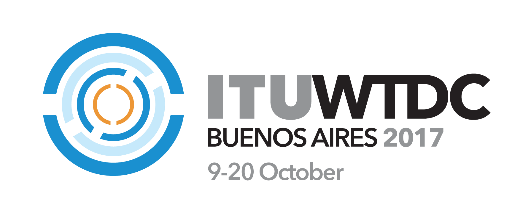 ITUWTDC
BUENOS AIRES 2017
9-20 October